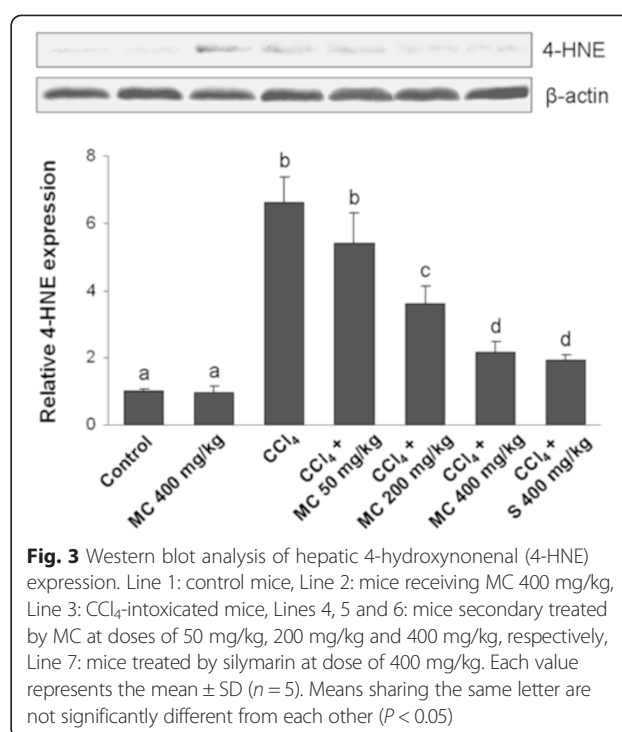 4-HNE
β-actin
Relative 4-HNE expression
8
6
4
2
0
a
a
b
b
c
d
d
Control
MC 400 mg/kg
CCl₄
CCl₄+
MC 50 mg/kg
CCl₄+
MC 200 mg/kg
CCl₄+
MC 400 mg/kg
CCl₄+
S 400 mg/kg
Fig. 3 Western blot analysis of hepatic 4-hydroxynonenal (4-HNE)
expression. Line 1: control mice, Line 2: mice receiving MC 400 mg/kg,
Line 3: CCl₄-intoxicated mice, Lines 4, 5 and 6: mice secondary treated
by MC at doses of 50 mg/kg, 200 mg/kg and 400 mg/kg, respectively,
Line 7: mice treated by silymarin at dose of 400 mg/kg. Each value
represents the mean ± SD (n = 5). Means sharing the same letter are
not significantly different from each other (P < 0.05)